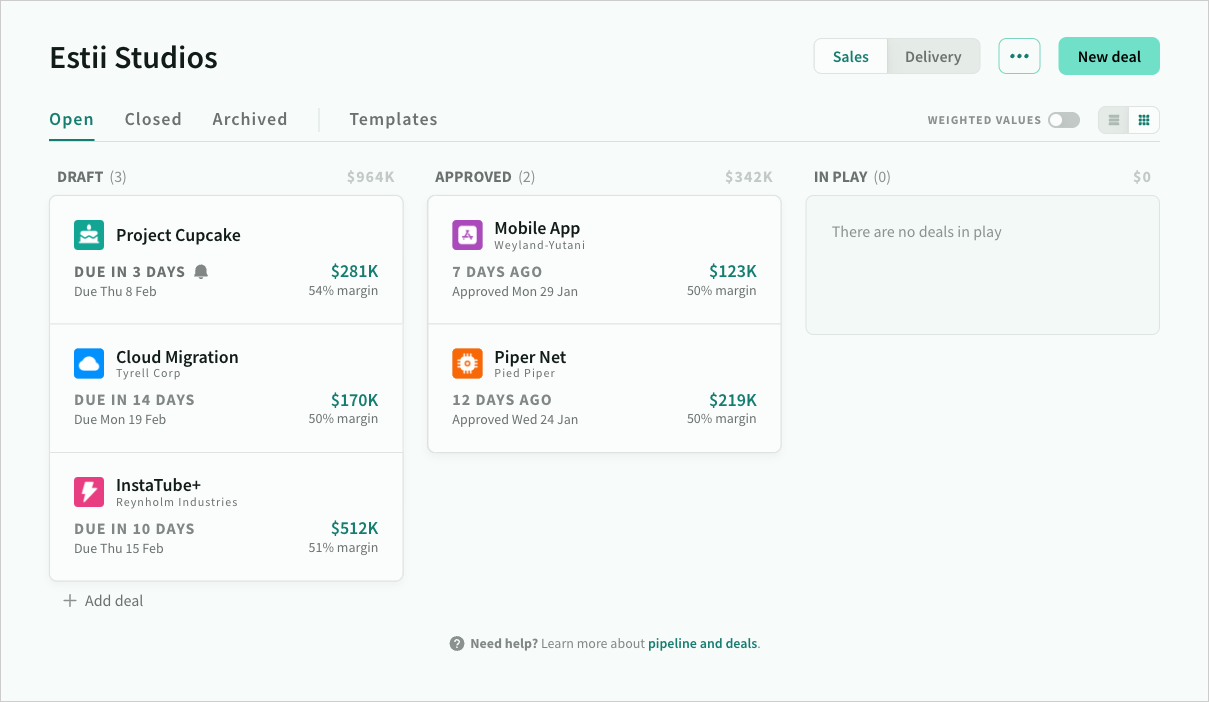 Estii Studios
Sales
Delivery
New deal
Open
Closed
Archived
Templates
WEIGHTED VALUES
DRAFT (3)
$964K
Project Cupcake
DUE IN 3 DAYS
$281K
Due Thu 8 Feb
54% margin
Cloud Migration
Tyrell Corp
DUE IN 14 DAYS
$170K
Due Mon 19 Feb
50% margin
InstaTube+
Reynholm Industries
DUE IN 10 DAYS
$512K
Due Thu 15 Feb
51% margin
Add deal
APPROVED (2)
$342K
Mobile App
Weyland-Yutani
7 DAYS AGO
$123K
Approved Mon 29 Jan
50% margin
Piper Net
Pied Piper
12 DAYS AGO
$219K
Approved Wed 24 Jan
50% margin
IN PLAY (0)
$0
There are no deals in play
Need help? Learn more about pipeline and deals.